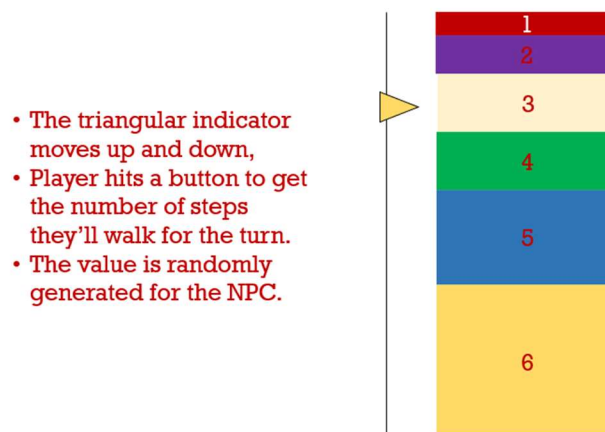 • The triangular indicator
moves up and down,
• Player hits a button to get
the number of steps
they'll walk for the turn.
• The value is randomly
generated for the NPC.
1
2
3
4
5
6